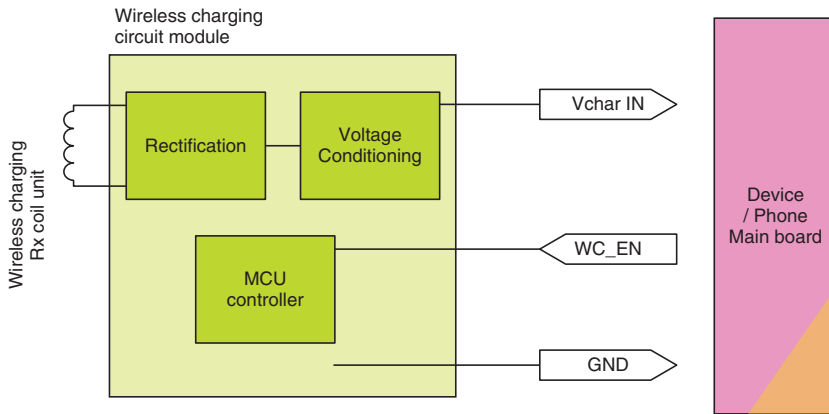 Wireless charging
circuit module
Wireless charging
Rx coil unit
Rectification
Voltage
Conditioning
Vchar IN
MCU
controller
WC_EN
GND
Device
/ Phone
Main board